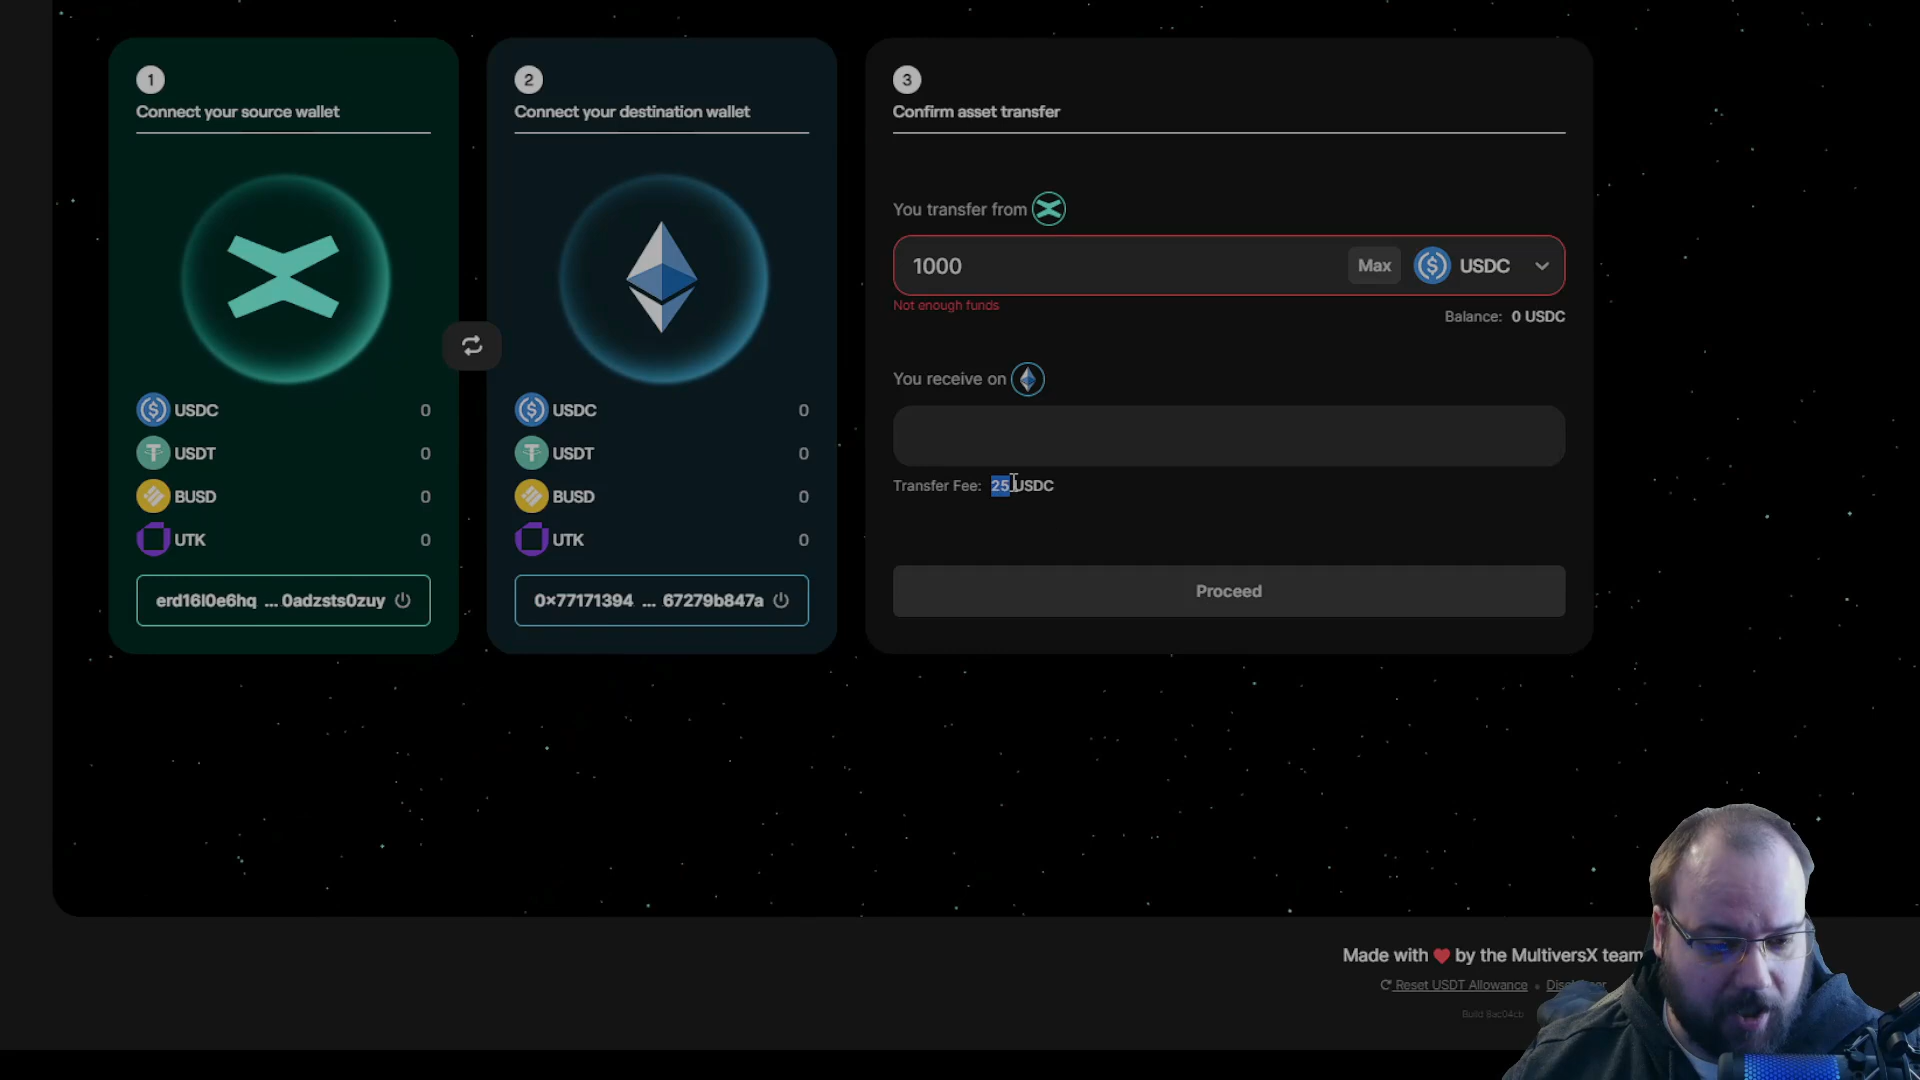 1
Connect your source wallet
USDC 0
USDT 0
BUSD 0
UTK 0
erd16l0e6hq ... 0adzsts0zuy
2
Connect your destination wallet
USDC 0
USDT 0
BUSD 0
UTK 0
0x77171394 ... 67279b847a
3
Confirm asset transfer
You transfer from
1000 Max USDC
Not enough funds
Balance: 0 USDC
You receive on
Transfer Fee: 25 USDC
Proceed
Made with ❤ by the MultiversX team
Reset USDT Allowance •
Build 8ac04cb